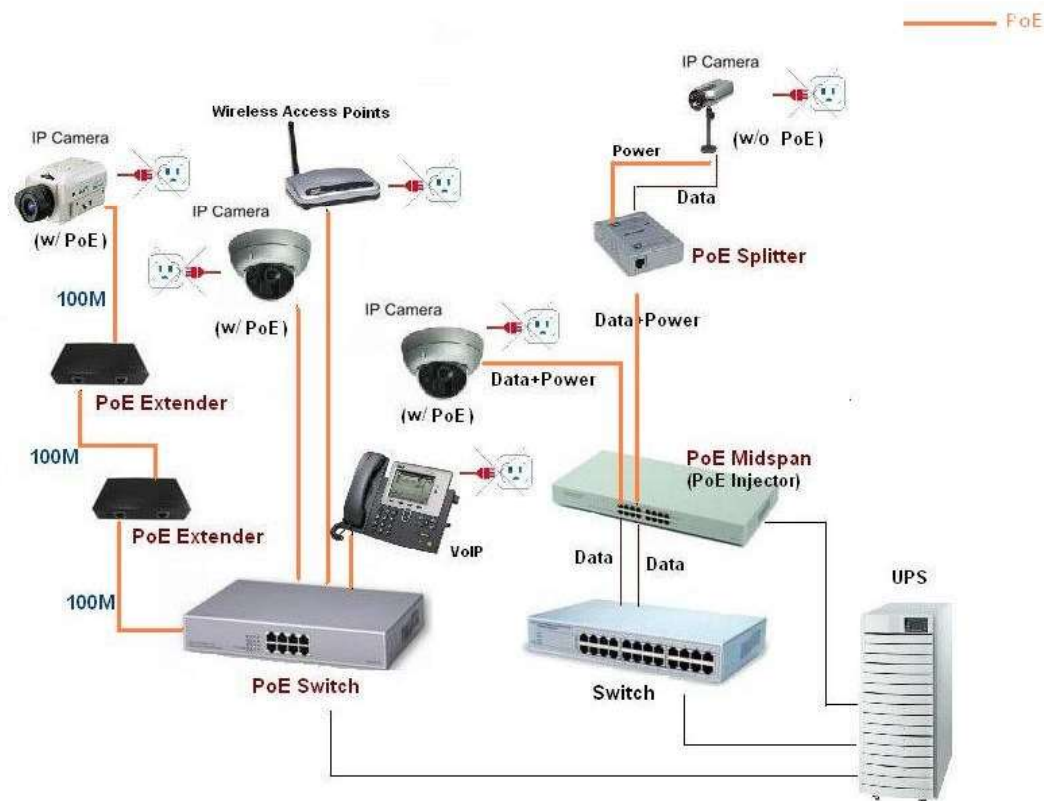 PoE
IP Camera
(w/o PoE)
Wireless Access Points
IP Camera
(w/ PoE)
Power
Data
IP Camera
(w/ PoE)
PoE Splitter
100M
Data+Power
IP Camera
(w/ PoE)
Data+Power
PoE Extender
100M
PoE Midspan
(PoE Injector)
PoE Extender
VoIP
Data
Data
UPS
100M
PoE Switch
Switch